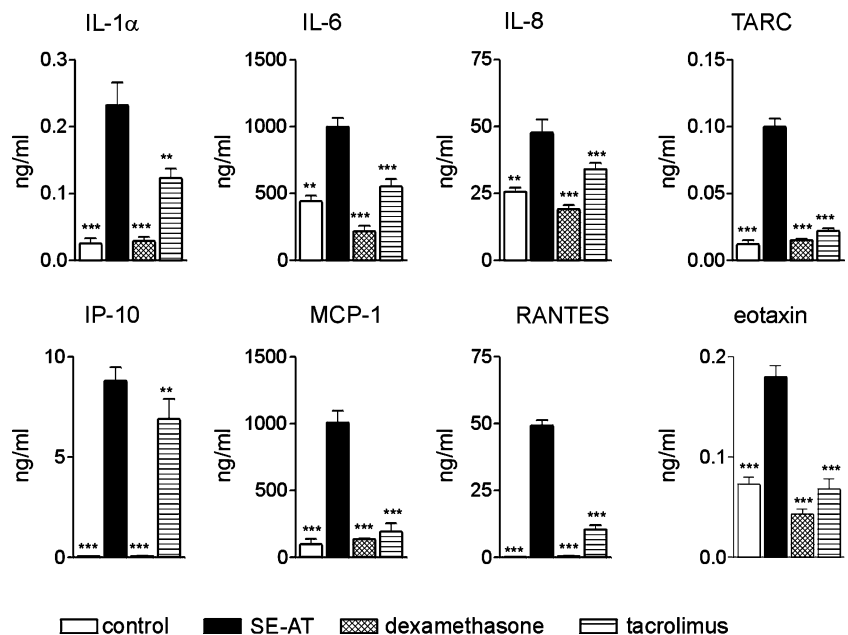 IL-1α IL-6 IL-8 TARC
0.3 1500 75 0.15
0.2 1000 50 0.10
0.1 500 25 0.05
0.0 0 0 0.00
ng/ml ng/ml ng/ml ng/ml
*** *** ** ** *** *** ** *** *** *** *** ***
IP-10 MCP-1 RANTES eotaxin
10 1500 75 0.2
1000 50
5 0.1
500 25
0 0 0 0.0
ng/ml ng/ml ng/ml ng/ml
*** *** ** *** *** *** *** *** *** *** *** ***
control SE-AT dexamethasone tacrolimus